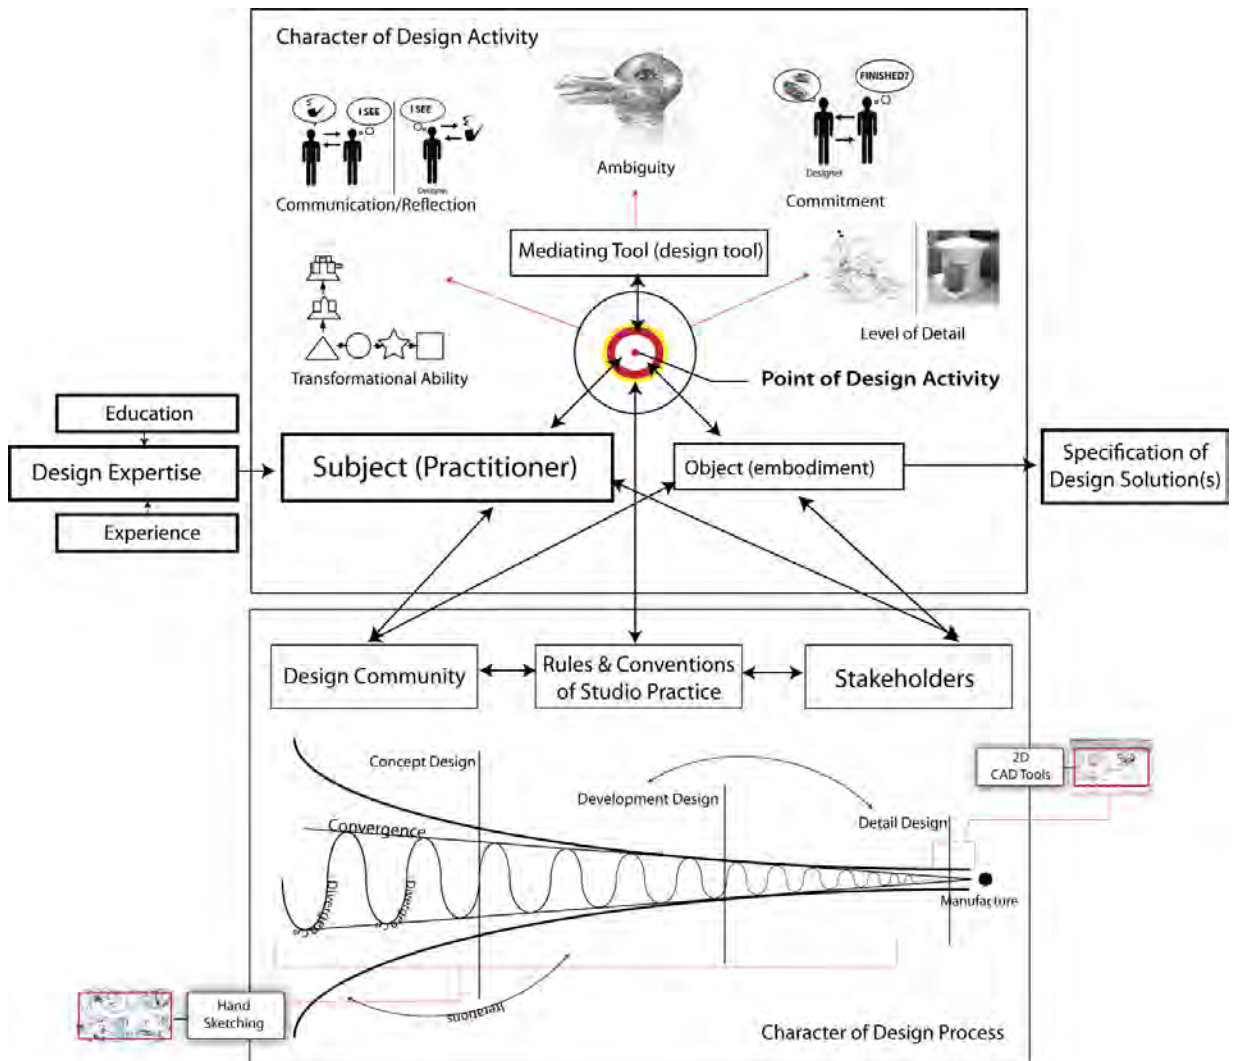 Character of Design Activity
I SEE
I SEE
Designer
Communication/Reflection
Ambiguity
FINISHED?
Designer
Commitment
Mediating Tool (design tool)
Level of Detail
Transformational Ability
Point of Design Activity
Education
Design Expertise
Experience
Subject (Practitioner)
Object (embodiment)
Specification of
Design Solution(s)
Design Community
Rules & Conventions
of Studio Practice
Stakeholders
2D
CAD Tools
Concept Design
Development Design
Detail Design
Convergence
Divergence
Divergence
Manufacture
Iterations
Hand
Sketching
Character of Design Process